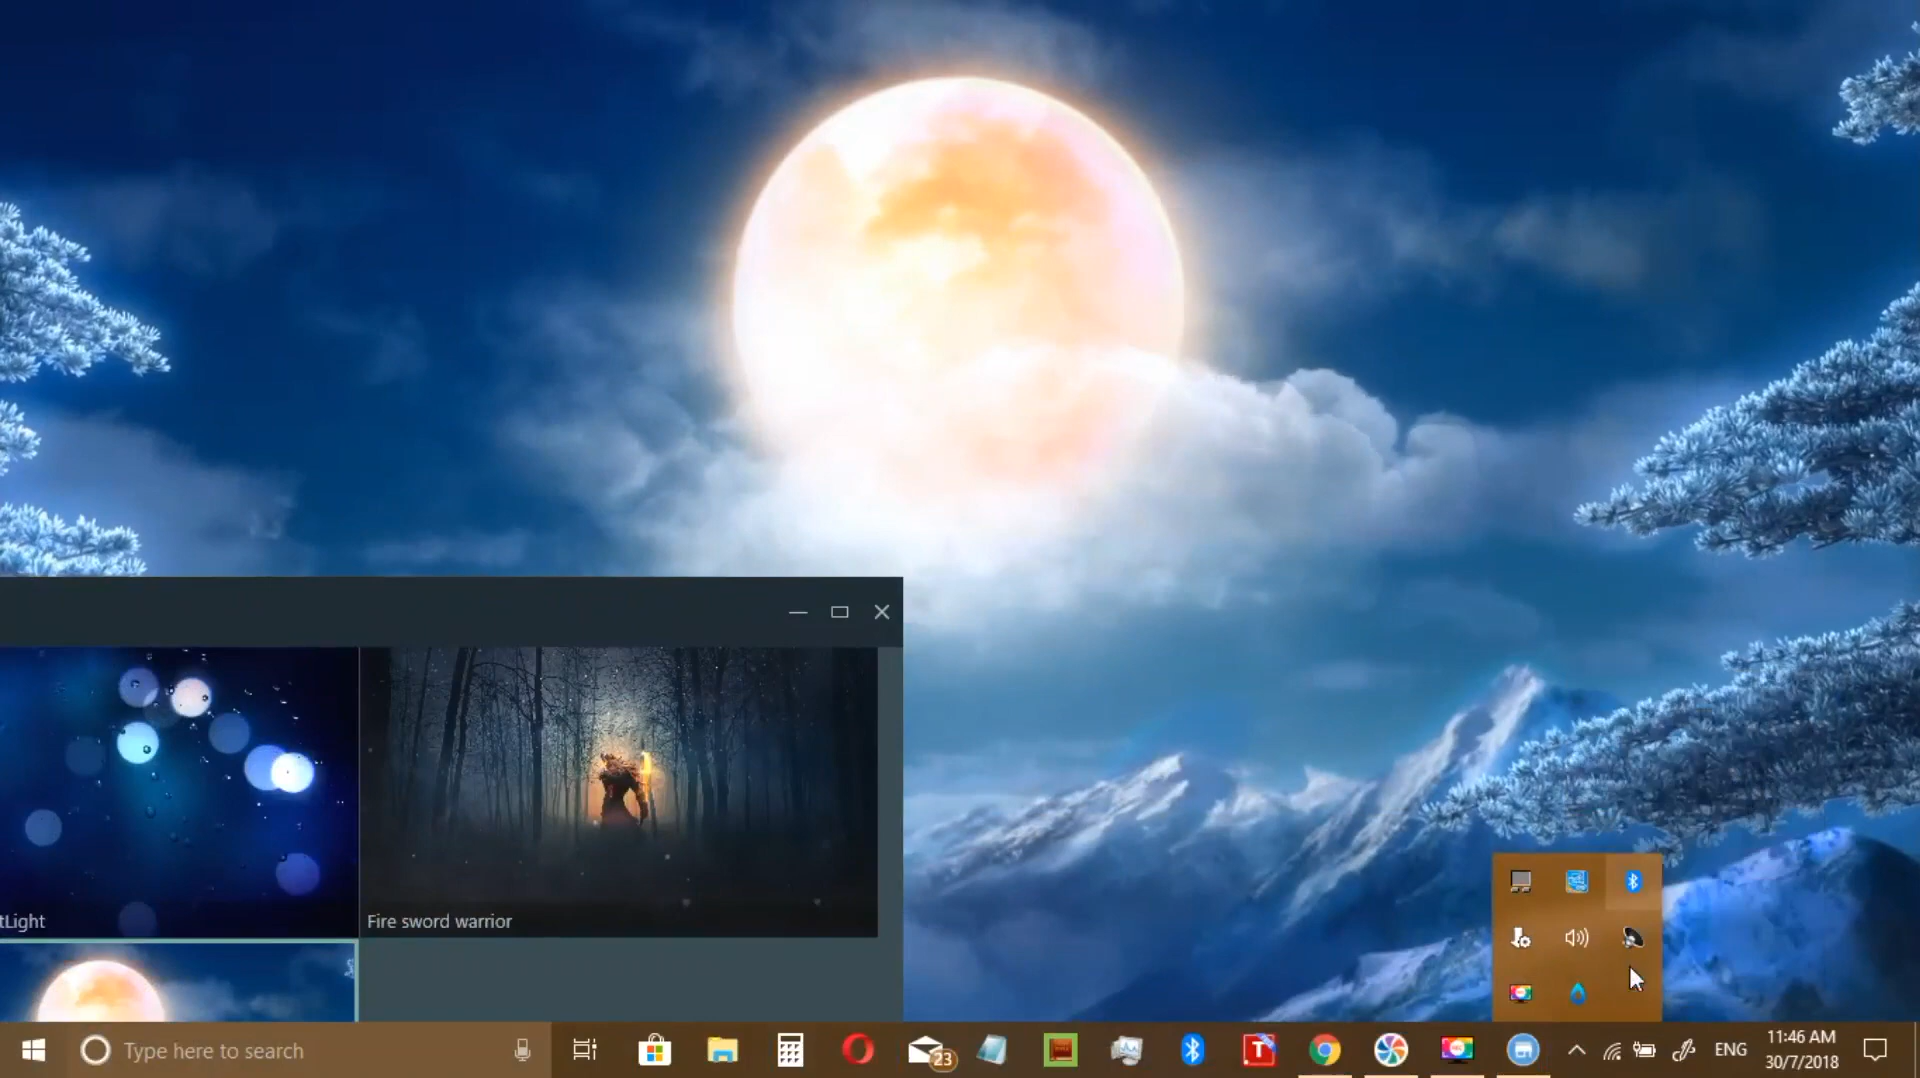 tLight
Fire sword warrior
Type here to search
23
T
ENG
11:46 AM
30/7/2018